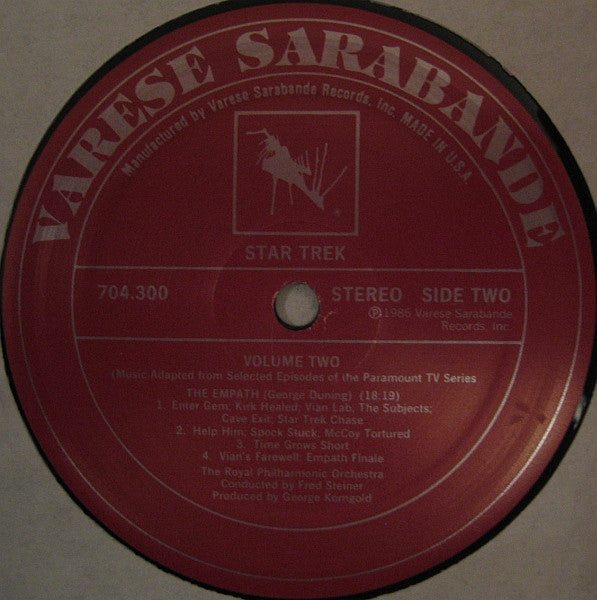 VARESE SARABANDE
Manufactured by Varese Sarabande Records, Inc. MADE IN U.S.A.
®
STAR TREK
704.300
STEREO SIDE TWO
℗1986 Varese Sarabande
Records, Inc.
VOLUME TWO
(Music Adapted from Selected Episodes of the Paramount TV Series
THE EMPATH (George Duning) (18:19)
1. Enter Gem; Kirk Healed; Vian Lab, The Subjects;
Cave Exit; Star Trek Chase
2. Help Him; Spock Stuck; McCoy Tortured
3. Time Grows Short
4. Vian's Farewell; Empath Finale
The Royal Philharmonic Orchestra
Conducted by Fred Steiner
Produced by George Korngold